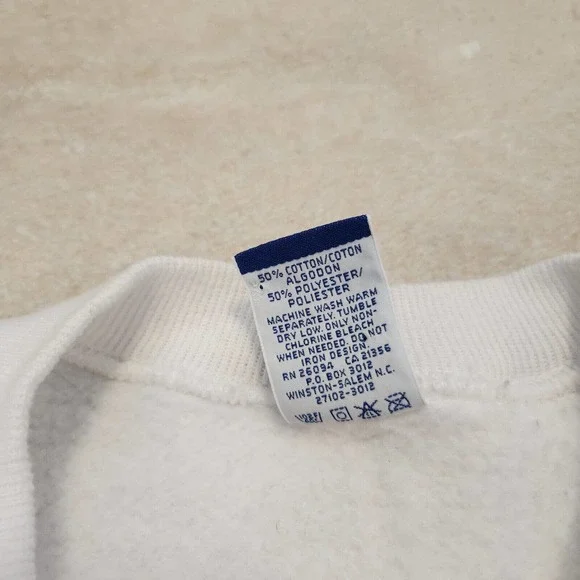 50% COTTON/COTON
ALGODON
50% POLYESTER/
POLIESTER
MACHINE WASH WARM
SEPARATELY. TUMBLE
DRY LOW. ONLY NON-
CHLORINE BLEACH
WHEN NEEDED. DO NOT
IRON DESIGN.
RN 26094 CA 21356
P.O. BOX 3012
WINSTON-SALEM N.C.
27102-3012